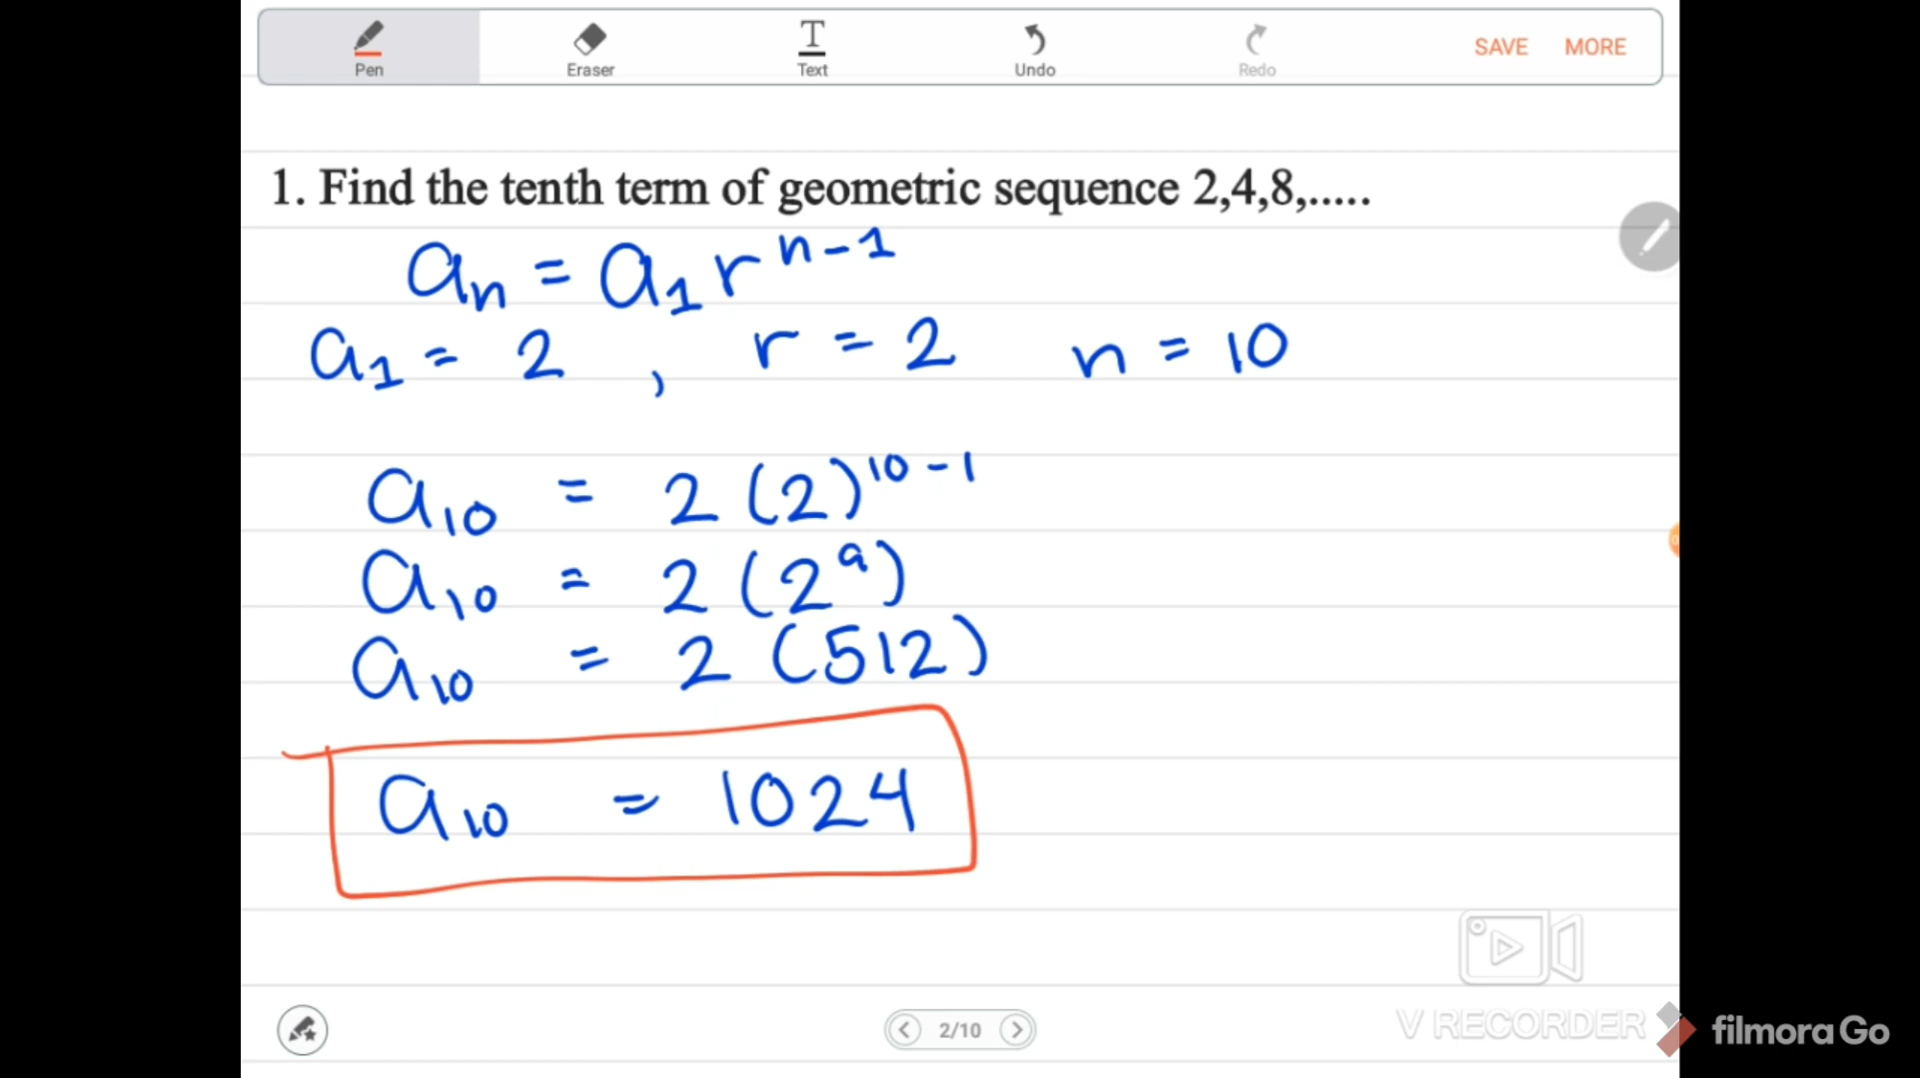 Pen Eraser Text Undo Redo SAVE MORE
1. Find the tenth term of geometric sequence 2,4,8,.....
aₙ = a₁ rⁿ⁻¹
a₁ = 2 , r = 2 n = 10
a₁₀ = 2 (2)¹⁰⁻¹
a₁₀ = 2 (2⁹)
a₁₀ = 2 (512)
a₁₀ = 1024
2/10
V RECORDER
filmora Go